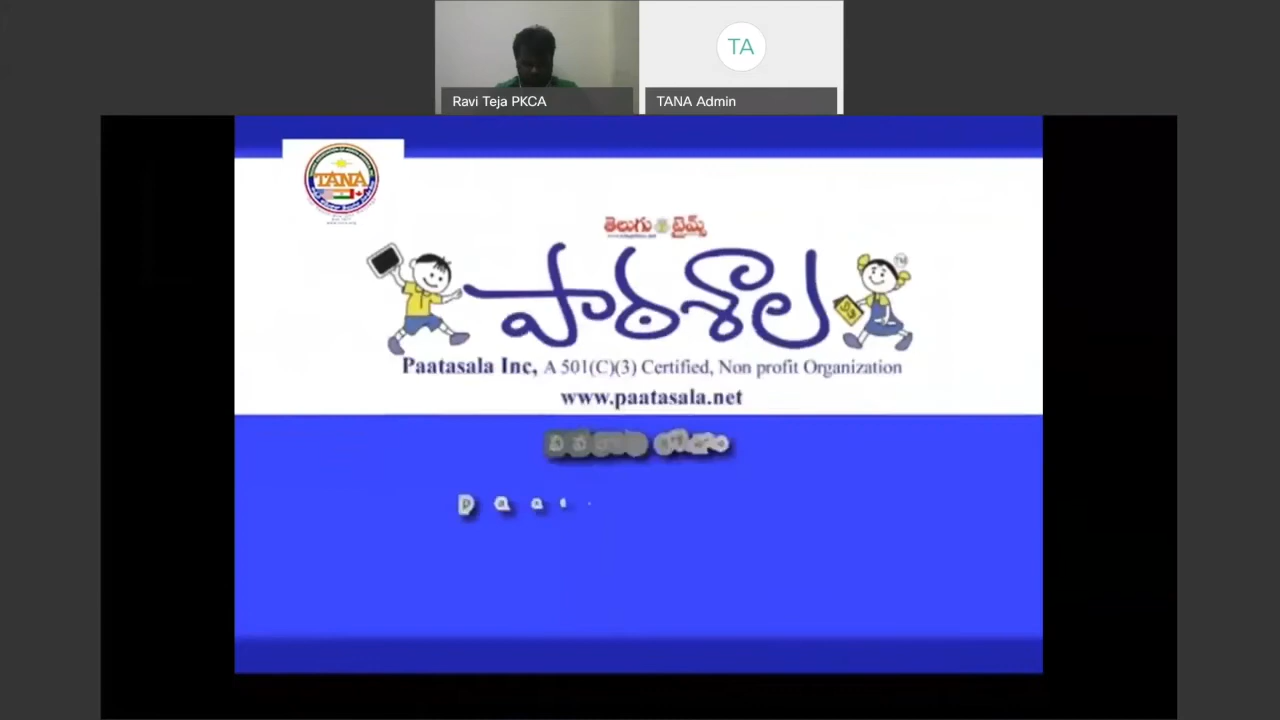 TA
Ravi Teja PKCA
TANA Admin
TANA
తెలుగు టైమ్స్
పాఠశాల
TM
Paatasala Inc, A 501(C)(3) Certified, Non profit Organization
www.paatasala.net
P a a